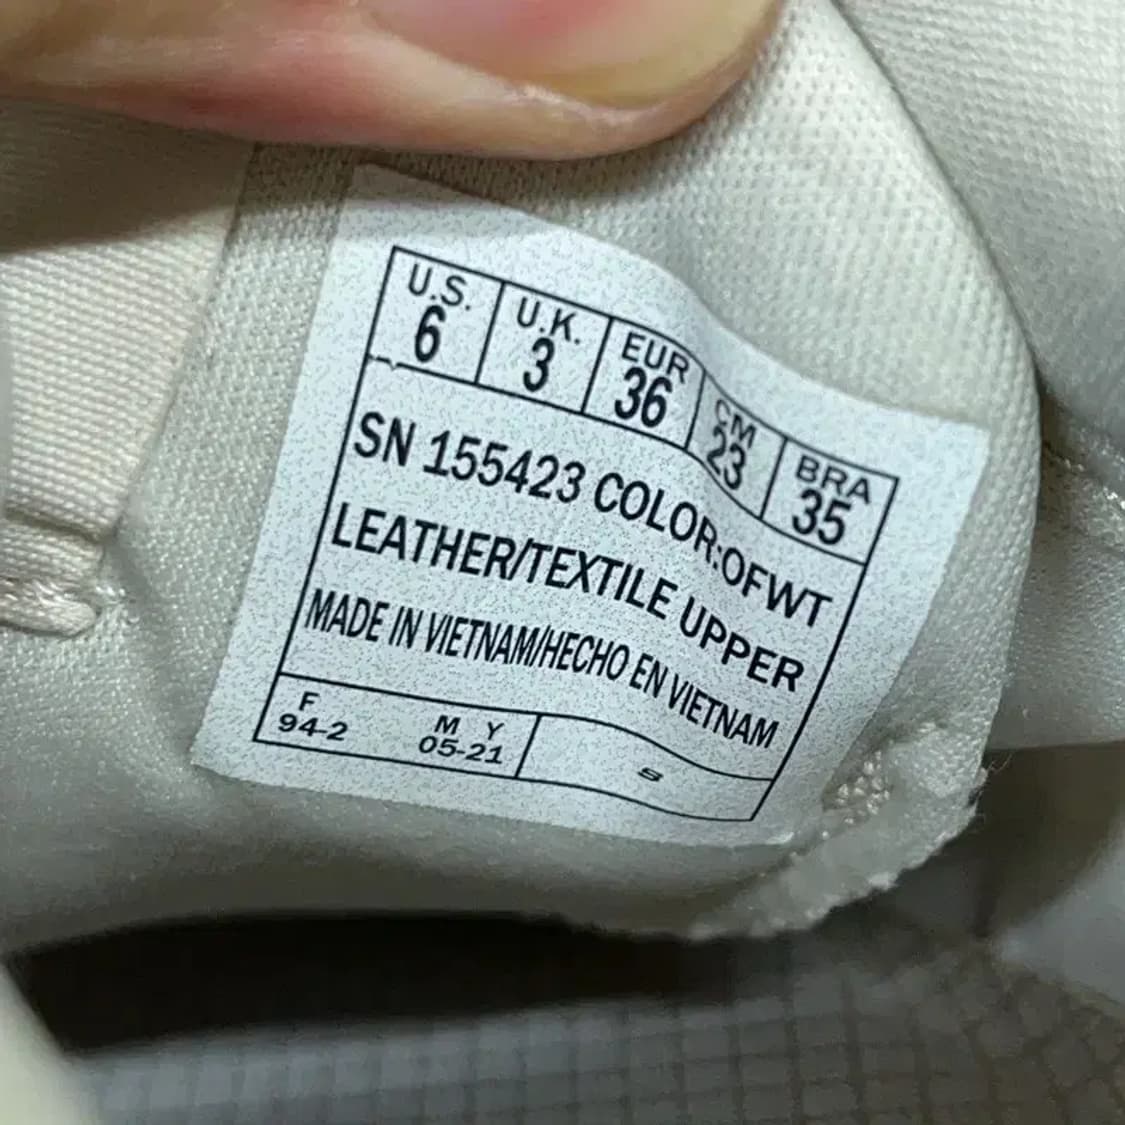 U.S. U.K. EUR CM BRA
6 3 36 23 35
SN 155423 COLOR:OFWT
LEATHER/TEXTILE UPPER
MADE IN VIETNAM/HECHO EN VIETNAM
F M Y
94-2 05-21 S